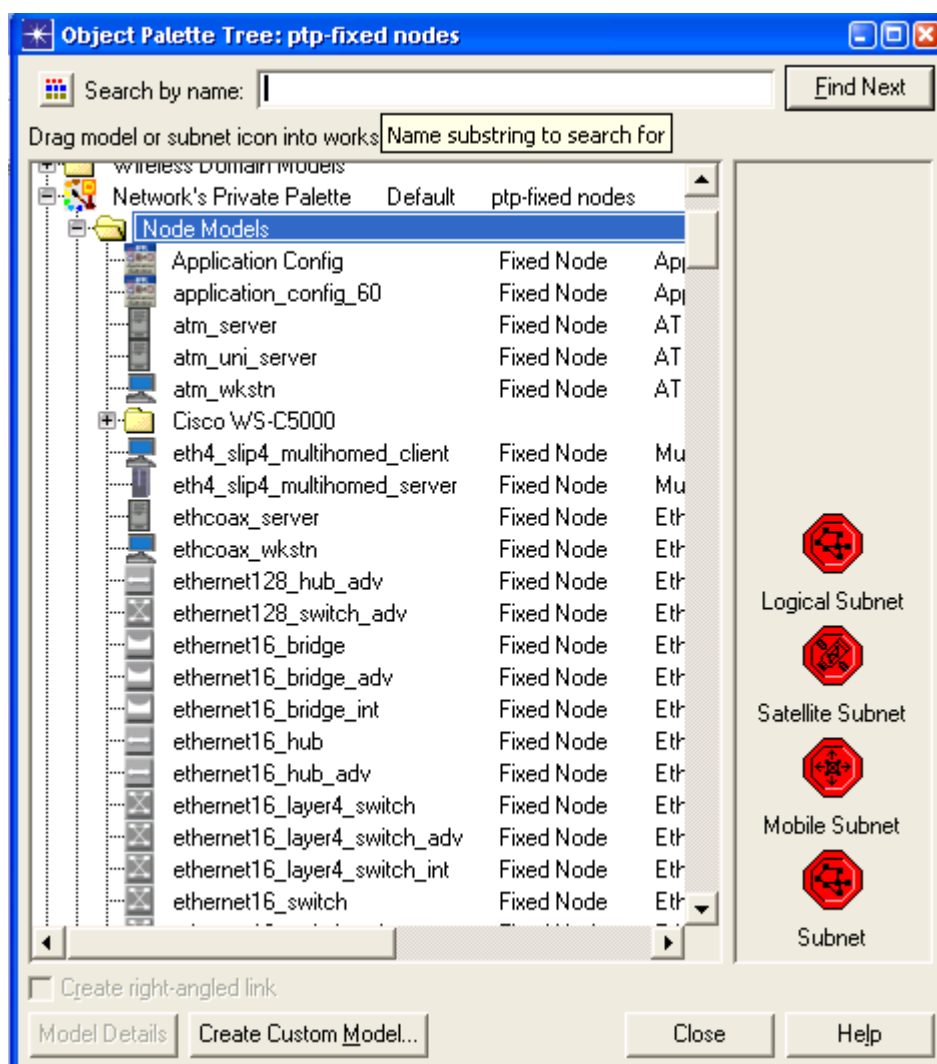 Object Palette Tree: ptp-fixed nodes
Search by name:
Find Next
Drag model or subnet icon into works
Name substring to search for
Wireless Domain Models
Network's Private Palette Default ptp-fixed nodes
Node Models
Application Config Fixed Node App
application_config_60 Fixed Node App
atm_server Fixed Node AT
atm_uni_server Fixed Node AT
atm_wkstn Fixed Node AT
Cisco WS-C5000
eth4_slip4_multihomed_client Fixed Node Mu
eth4_slip4_multihomed_server Fixed Node Mu
ethcoax_server Fixed Node Eth
ethcoax_wkstn Fixed Node Eth
ethernet128_hub_adv Fixed Node Eth
ethernet128_switch_adv Fixed Node Eth
ethernet16_bridge Fixed Node Eth
ethernet16_bridge_adv Fixed Node Eth
ethernet16_bridge_int Fixed Node Eth
ethernet16_hub Fixed Node Eth
ethernet16_hub_adv Fixed Node Eth
ethernet16_layer4_switch Fixed Node Eth
ethernet16_layer4_switch_adv Fixed Node Eth
ethernet16_layer4_switch_int Fixed Node Eth
ethernet16_switch Fixed Node Eth
Logical Subnet
Satellite Subnet
Mobile Subnet
Subnet
Create right-angled link
Model Details
Create Custom Model...
Close
Help